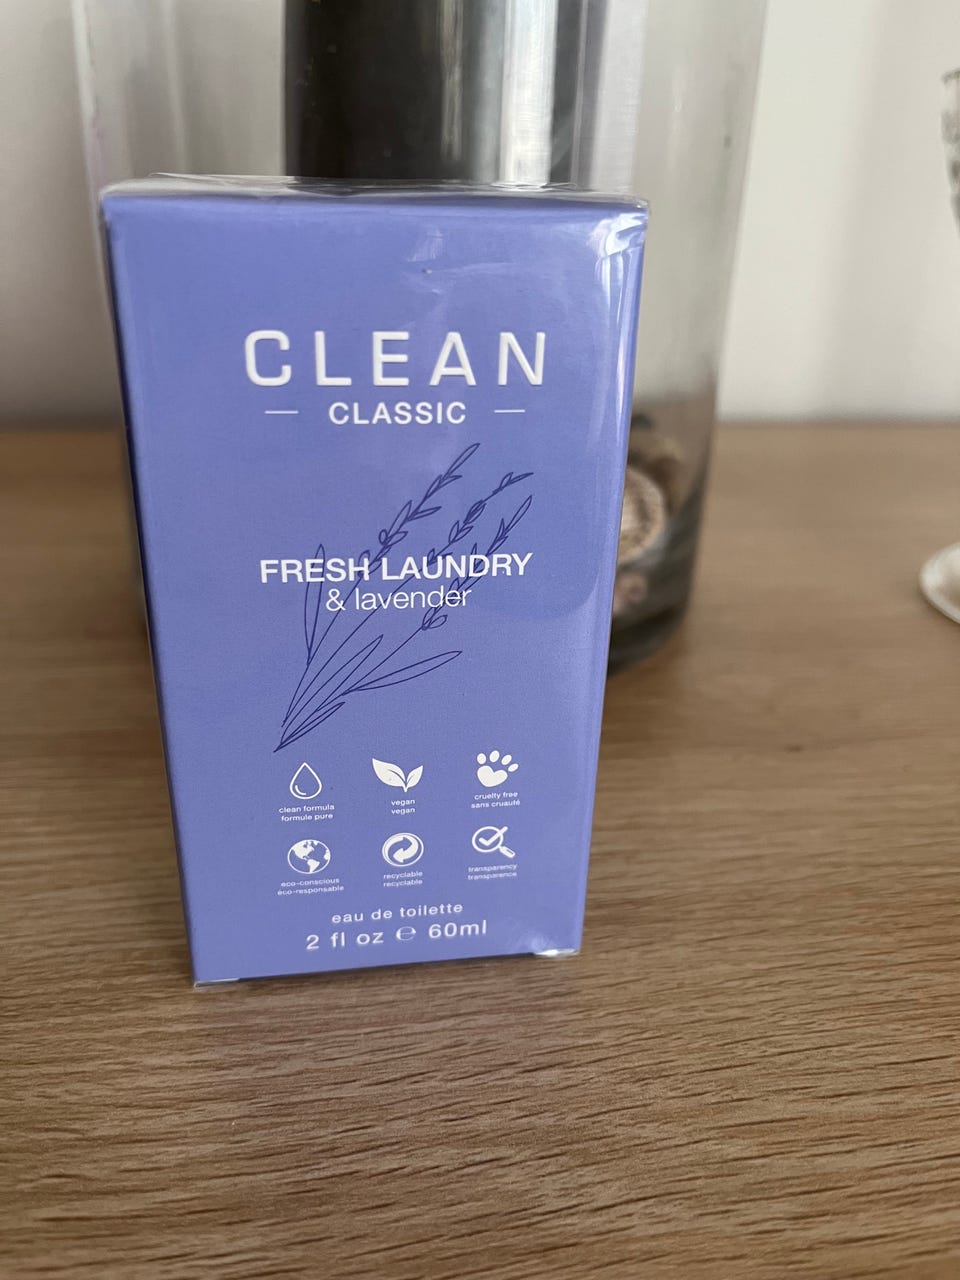 CLEAN
— CLASSIC —
FRESH LAUNDRY
& lavender
clean formula
formule pure
vegan
vegan
cruelty free
sans cruauté
eco-conscious
éco-responsable
recyclable
recyclable
transparency
transparence
eau de toilette
2 fl oz ℮ 60ml